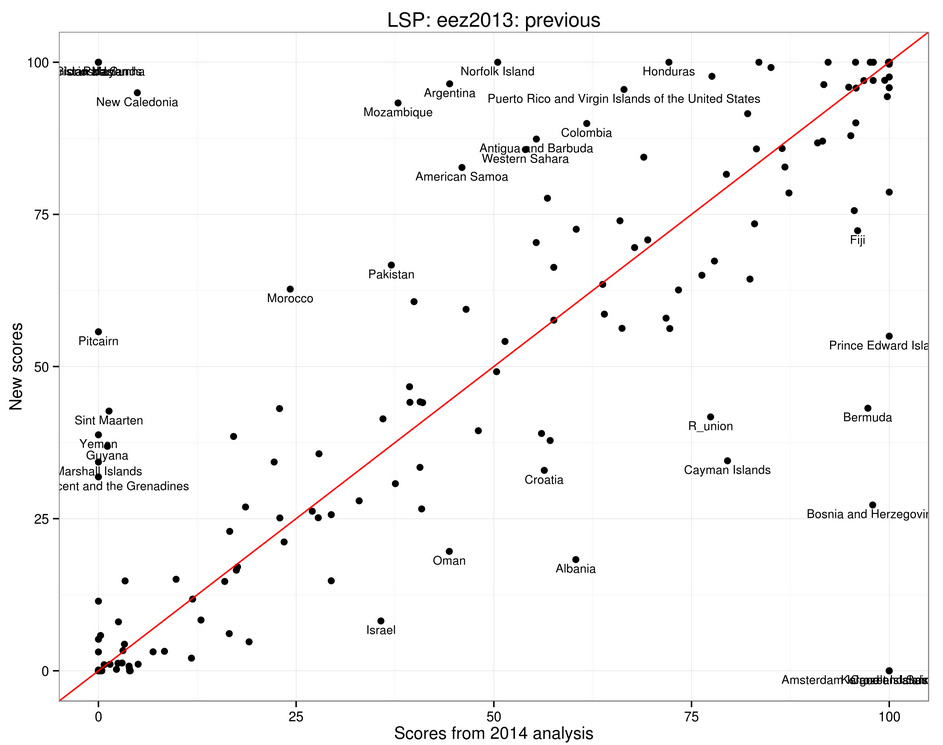 LSP: eez2013: previous
New scores
100
75
50
25
0
New Caledonia
Norfolk Island
Honduras
Argentina
Puerto Rico and Virgin Islands of the United States
Mozambique
Colombia
Antigua and Barbuda
Western Sahara
American Samoa
Fiji
Pakistan
Morocco
Pitcairn
Prince Edward Isla
Sint Maarten
R_union
Bermuda
Yemen
Guyana
Marshall Islands
cent and the Grenadines
Croatia
Cayman Islands
Bosnia and Herzegovin
Oman
Albania
Israel
Amsterdam
0
25
50
75
100
Scores from 2014 analysis